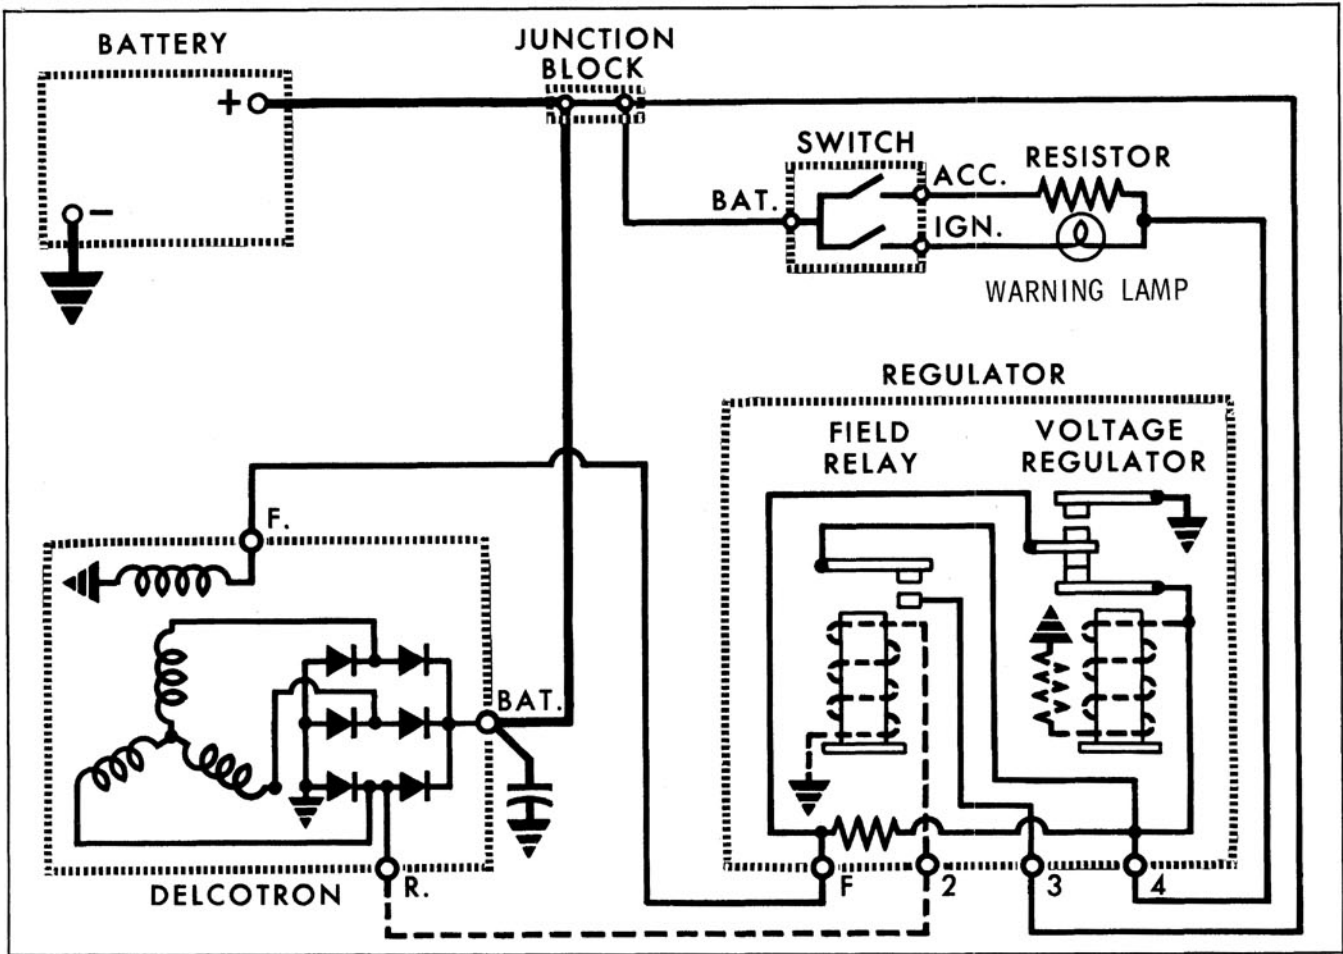 BATTERY
+
−
JUNCTION
BLOCK
SWITCH
BAT.
ACC.
IGN.
RESISTOR
WARNING LAMP
REGULATOR
FIELD
RELAY
VOLTAGE
REGULATOR
F.
BAT.
R.
DELCOTRON
F
2
3
4